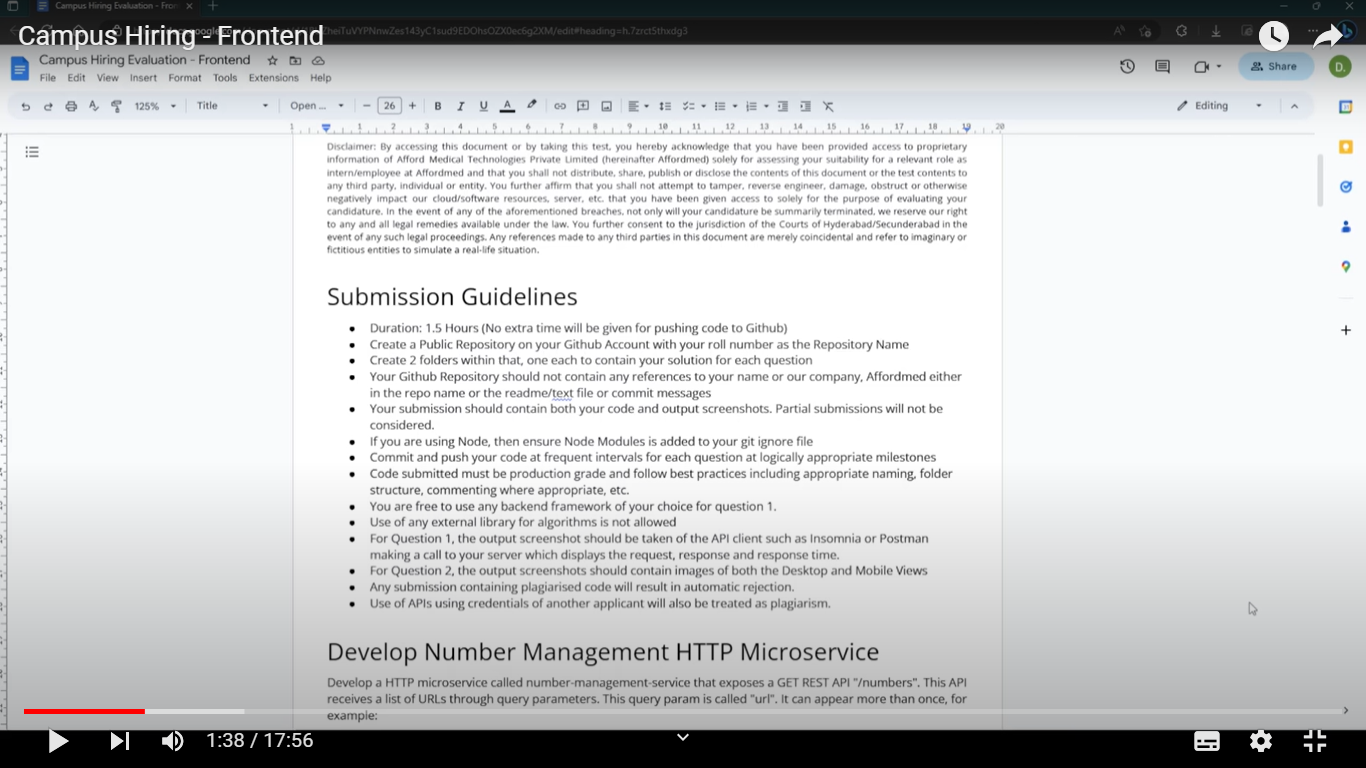 Campus Hiring Evaluation - Fron
Campus Hiring - Frontend
Campus Hiring Evaluation - Frontend
File Edit View Insert Format Tools Extensions Help
Share
D.
125% Title Open ... 26 B I U A Editing
1 1 2 3 4 5 6 7 8 9 10 11 12 13 14 15 16 17 18 19 20
Disclaimer: By accessing this document or by taking this test, you hereby acknowledge that you have been provided access to proprietary
information of Afford Medical Technologies Private Limited (hereinafter Affordmed) solely for assessing your suitability for a relevant role as
intern/employee at Affordmed and that you shall not distribute, share, publish or disclose the contents of this document or the test contents to
any third party, individual or entity. You further affirm that you shall not attempt to tamper, reverse engineer, damage, obstruct or otherwise
negatively impact our cloud/software resources, server, etc. that you have been given access to solely for the purpose of evaluating your
candidature. In the event of any of the aforementioned breaches, not only will your candidature be summarily terminated, we reserve our right
to any and all legal remedies available under the law. You further consent to the jurisdiction of the Courts of Hyderabad/Secunderabad in the
event of any such legal proceedings. Any references made to any third parties in this document are merely coincidental and refer to imaginary or
fictitious entities to simulate a real-life situation.
Submission Guidelines
• Duration: 1.5 Hours (No extra time will be given for pushing code to Github)
• Create a Public Repository on your Github Account with your roll number as the Repository Name
• Create 2 folders within that, one each to contain your solution for each question
• Your Github Repository should not contain any references to your name or our company, Affordmed either
in the repo name or the readme/text file or commit messages
• Your submission should contain both your code and output screenshots. Partial submissions will not be
considered.
• If you are using Node, then ensure Node Modules is added to your git ignore file
• Commit and push your code at frequent intervals for each question at logically appropriate milestones
• Code submitted must be production grade and follow best practices including appropriate naming, folder
structure, commenting where appropriate, etc.
• You are free to use any backend framework of your choice for question 1.
• Use of any external library for algorithms is not allowed
• For Question 1, the output screenshot should be taken of the API client such as Insomnia or Postman
making a call to your server which displays the request, response and response time.
• For Question 2, the output screenshots should contain images of both the Desktop and Mobile Views
• Any submission containing plagiarised code will result in automatic rejection.
• Use of APIs using credentials of another applicant will also be treated as plagiarism.
Develop Number Management HTTP Microservice
Develop a HTTP microservice called number-management-service that exposes a GET REST API "/numbers". This API
receives a list of URLs through query parameters. This query param is called "url". It can appear more than once, for
example:
1:38 / 17:56